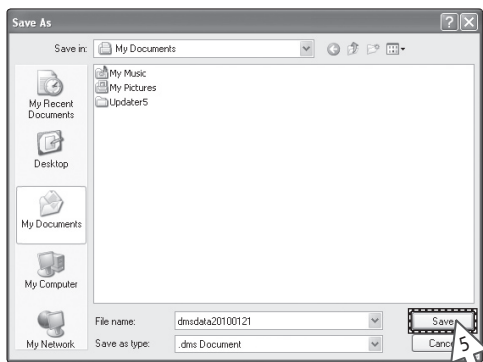 Save As
Save in:
My Documents
My Recent
Documents
Desktop
My Documents
My Computer
My Network
My Music
My Pictures
Updater5
File name:
dmsdata20100121
Save
Save as type:
.dms Document
5